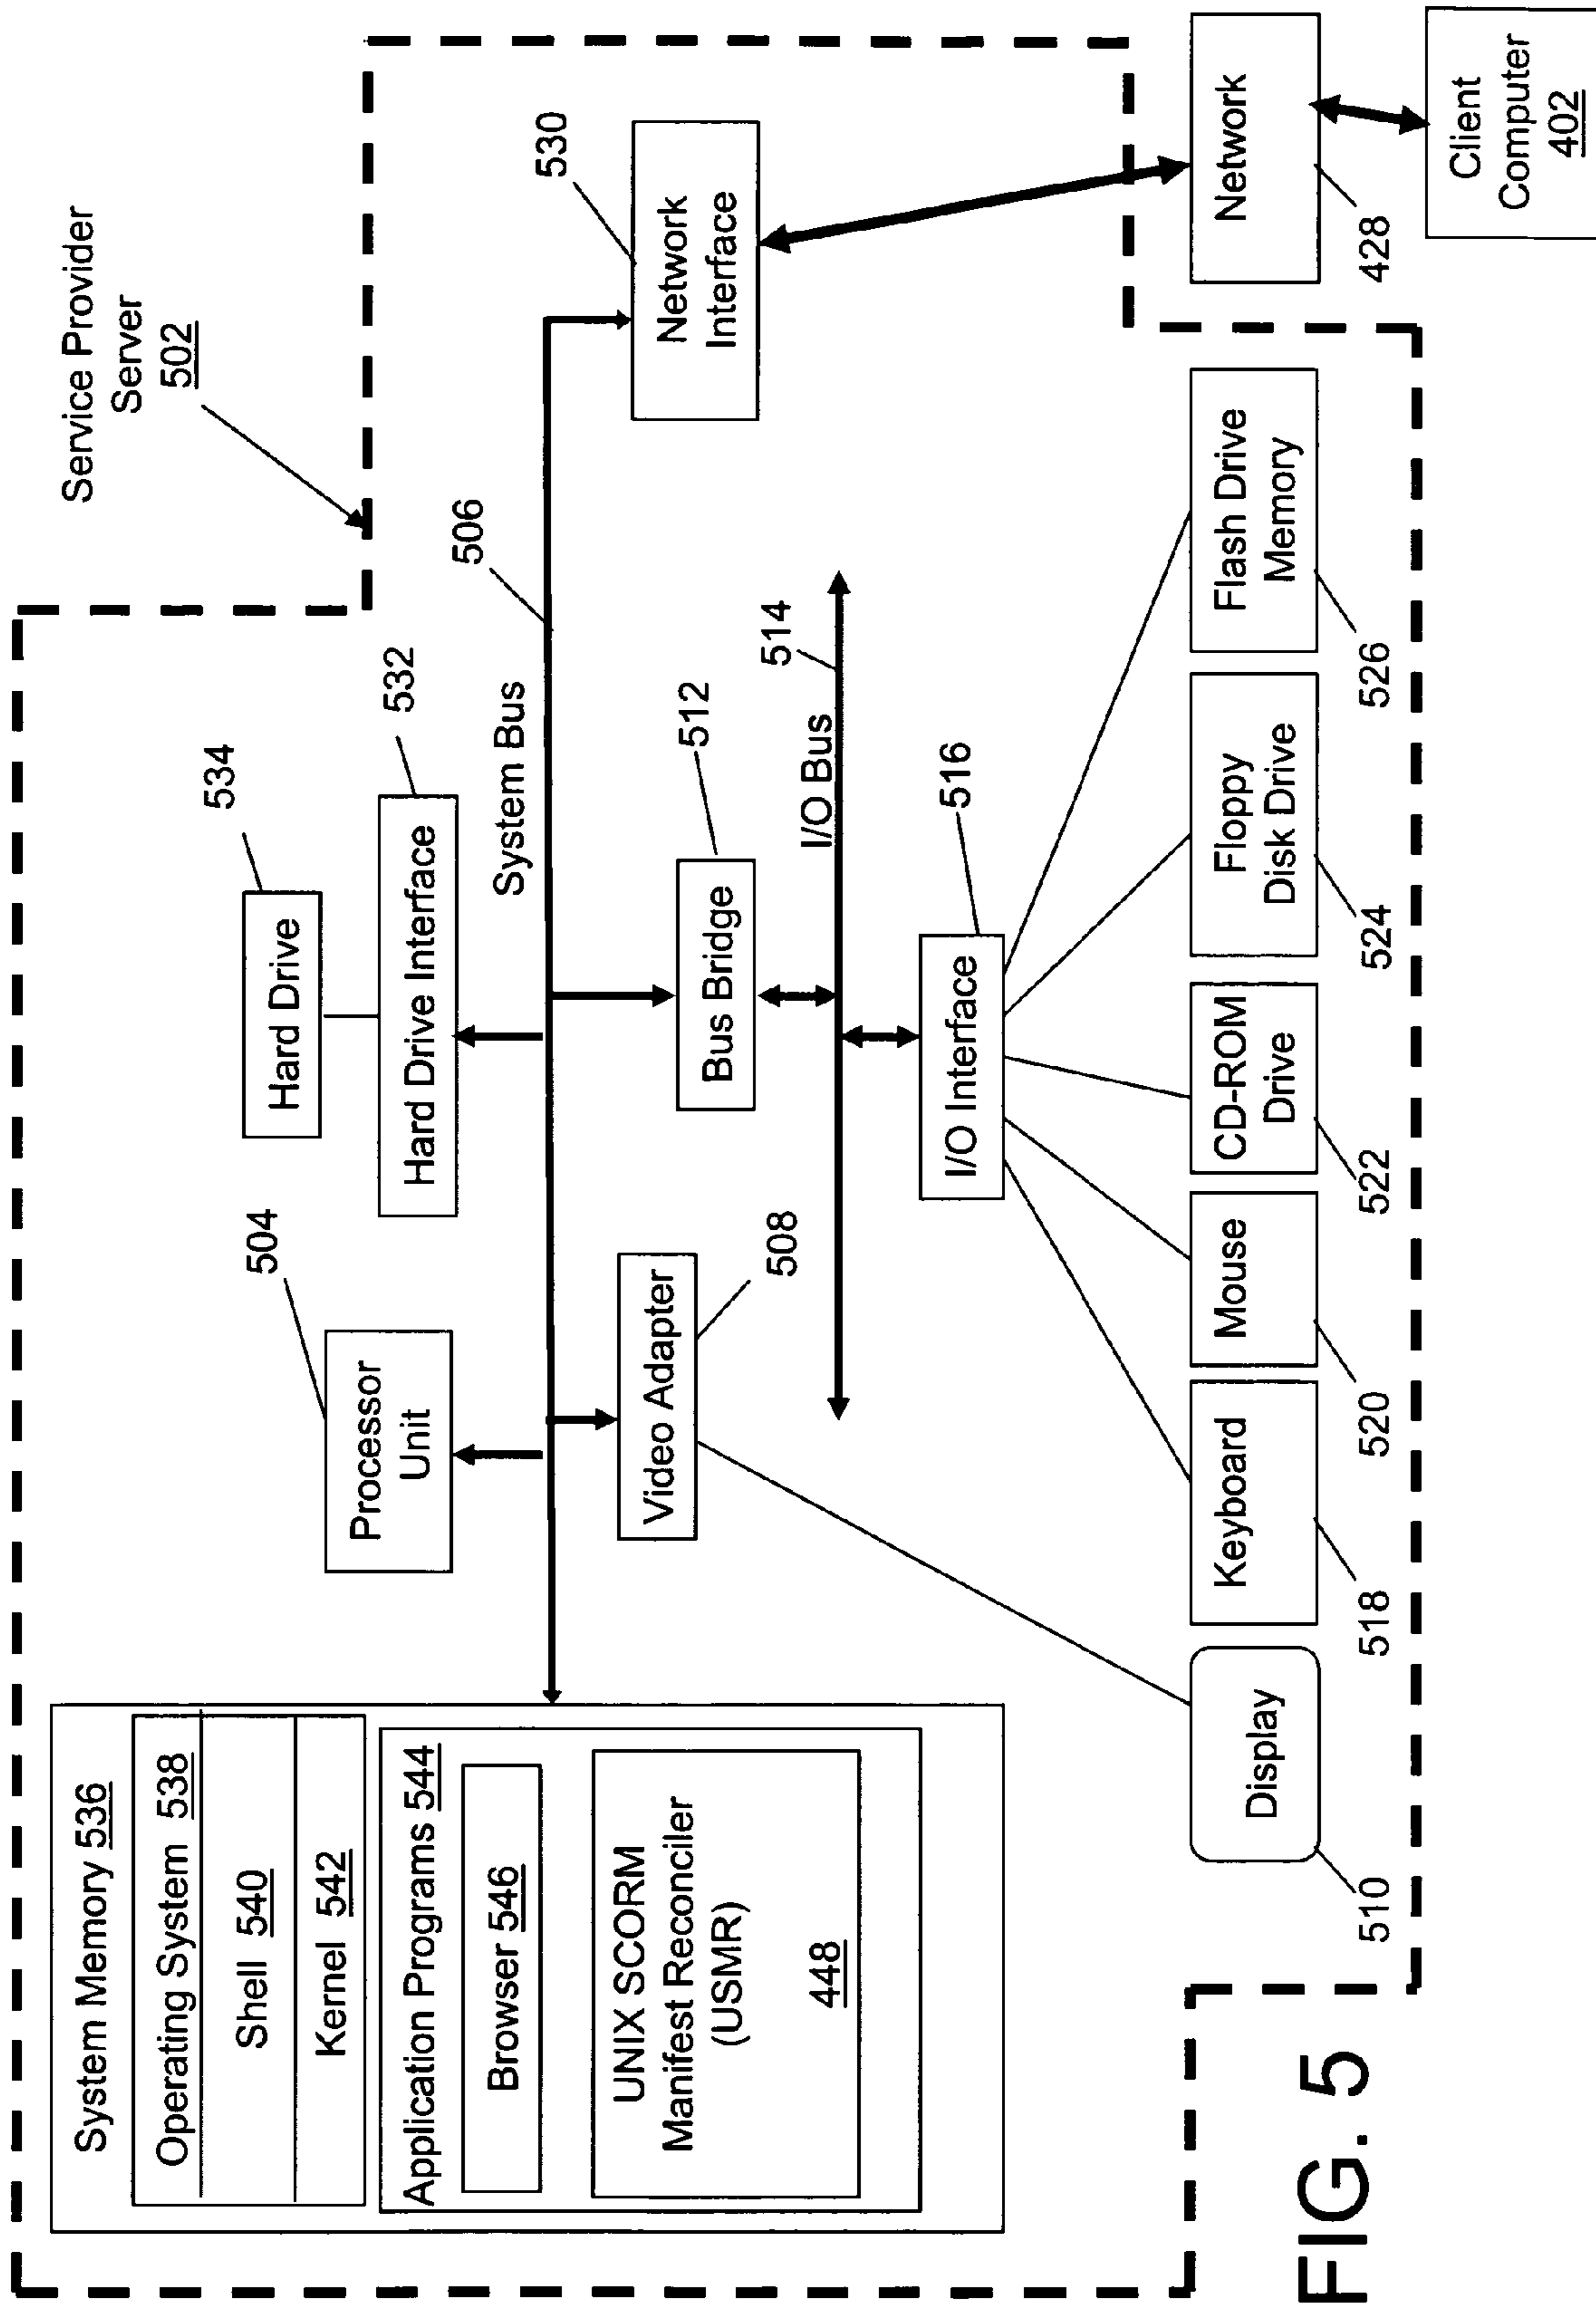 Service Provider
Server
502
System Memory 536
Operating System 538
Shell 540
Kernel 542
Application Programs 544
Browser 546
UNIX SCORM
Manifest Reconciler
(USMR)
448
504
Processor
Unit
534
Hard Drive
532
Hard Drive Interface
System Bus
506
530
Network
Interface
Video Adapter
508
Bus Bridge
512
I/O Bus
514
I/O Interface
516
Display
510
Keyboard
518
Mouse
520
CD-ROM
Drive
522
Floppy
Disk Drive
524
Flash Drive
Memory
526
Network
428
Client
Computer
402
FIG. 5